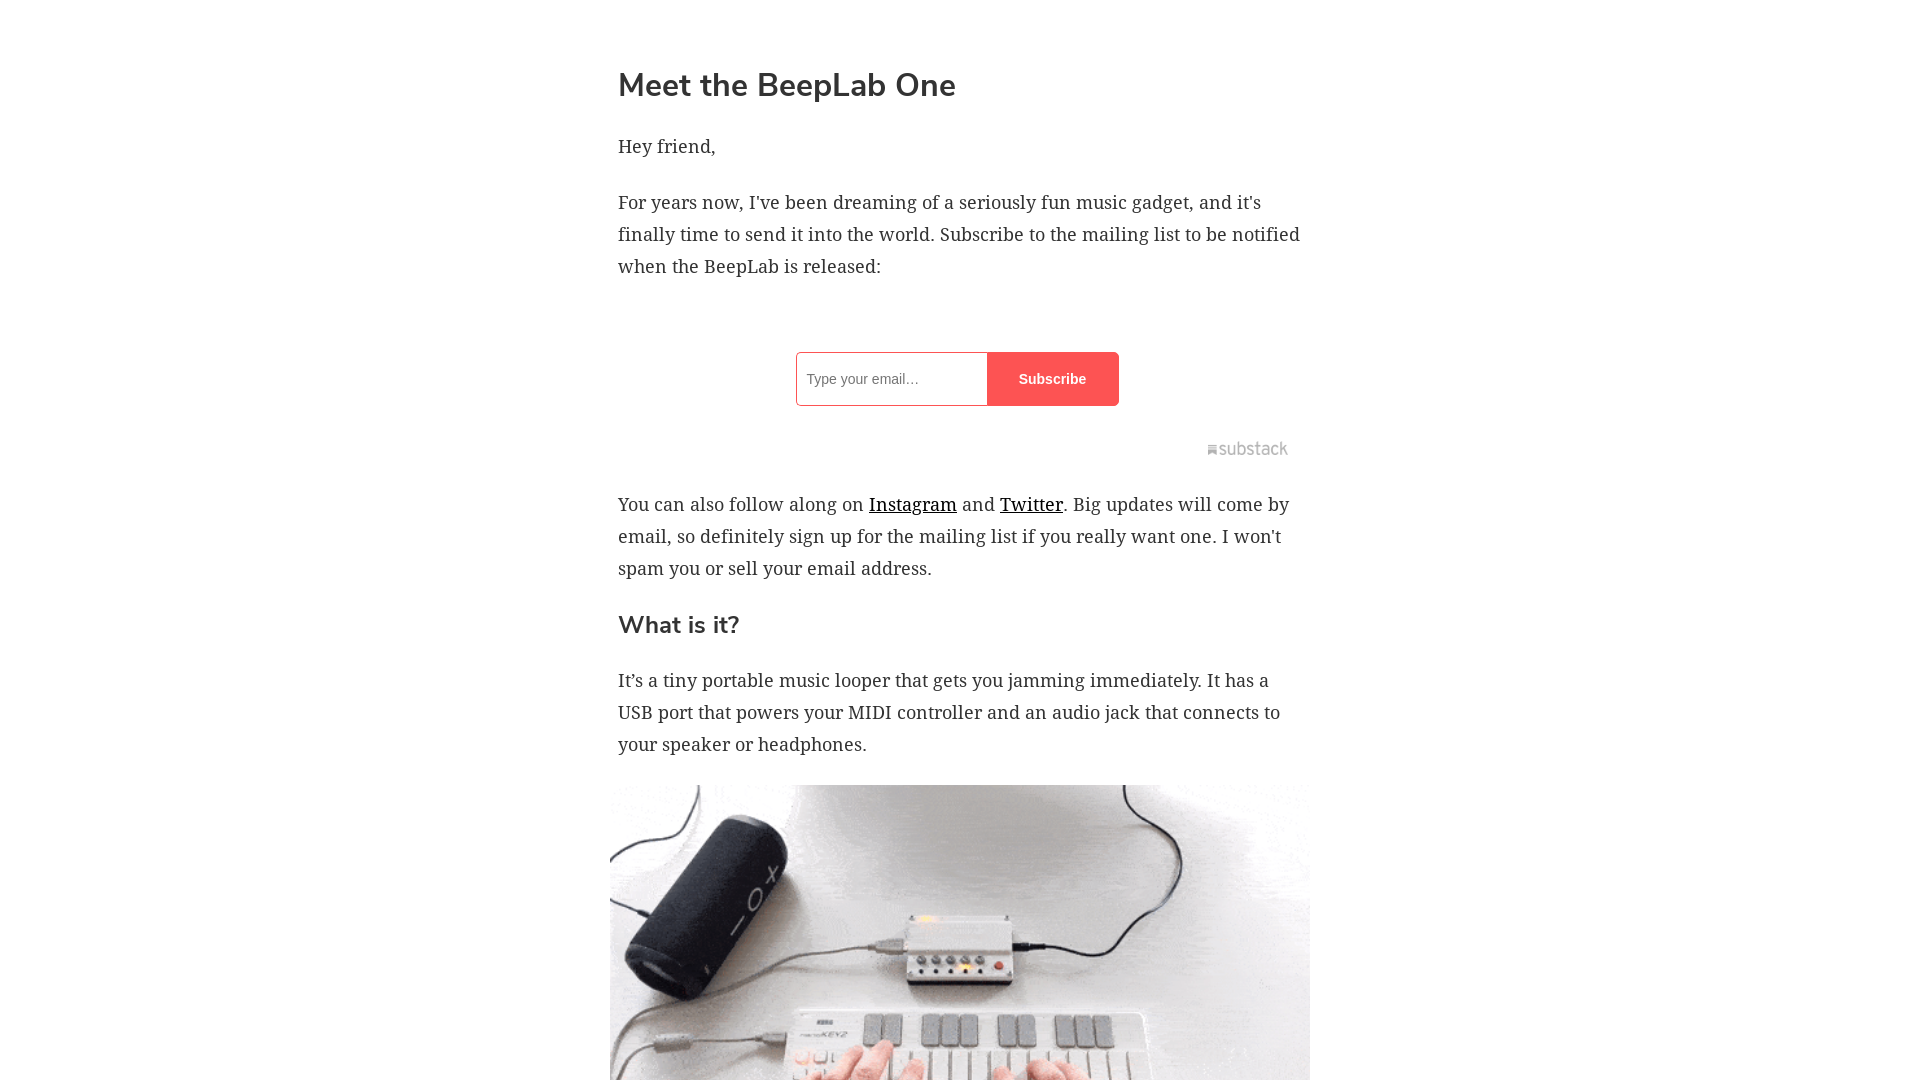 Meet the BeepLab One
Hey friend,
For years now, I've been dreaming of a seriously fun music gadget, and it's
finally time to send it into the world. Subscribe to the mailing list to be notified
when the BeepLab is released:
Type your email…
Subscribe
substack
You can also follow along on Instagram and Twitter. Big updates will come by
email, so definitely sign up for the mailing list if you really want one. I won't
spam you or sell your email address.
What is it?
It’s a tiny portable music looper that gets you jamming immediately. It has a
USB port that powers your MIDI controller and an audio jack that connects to
your speaker or headphones.